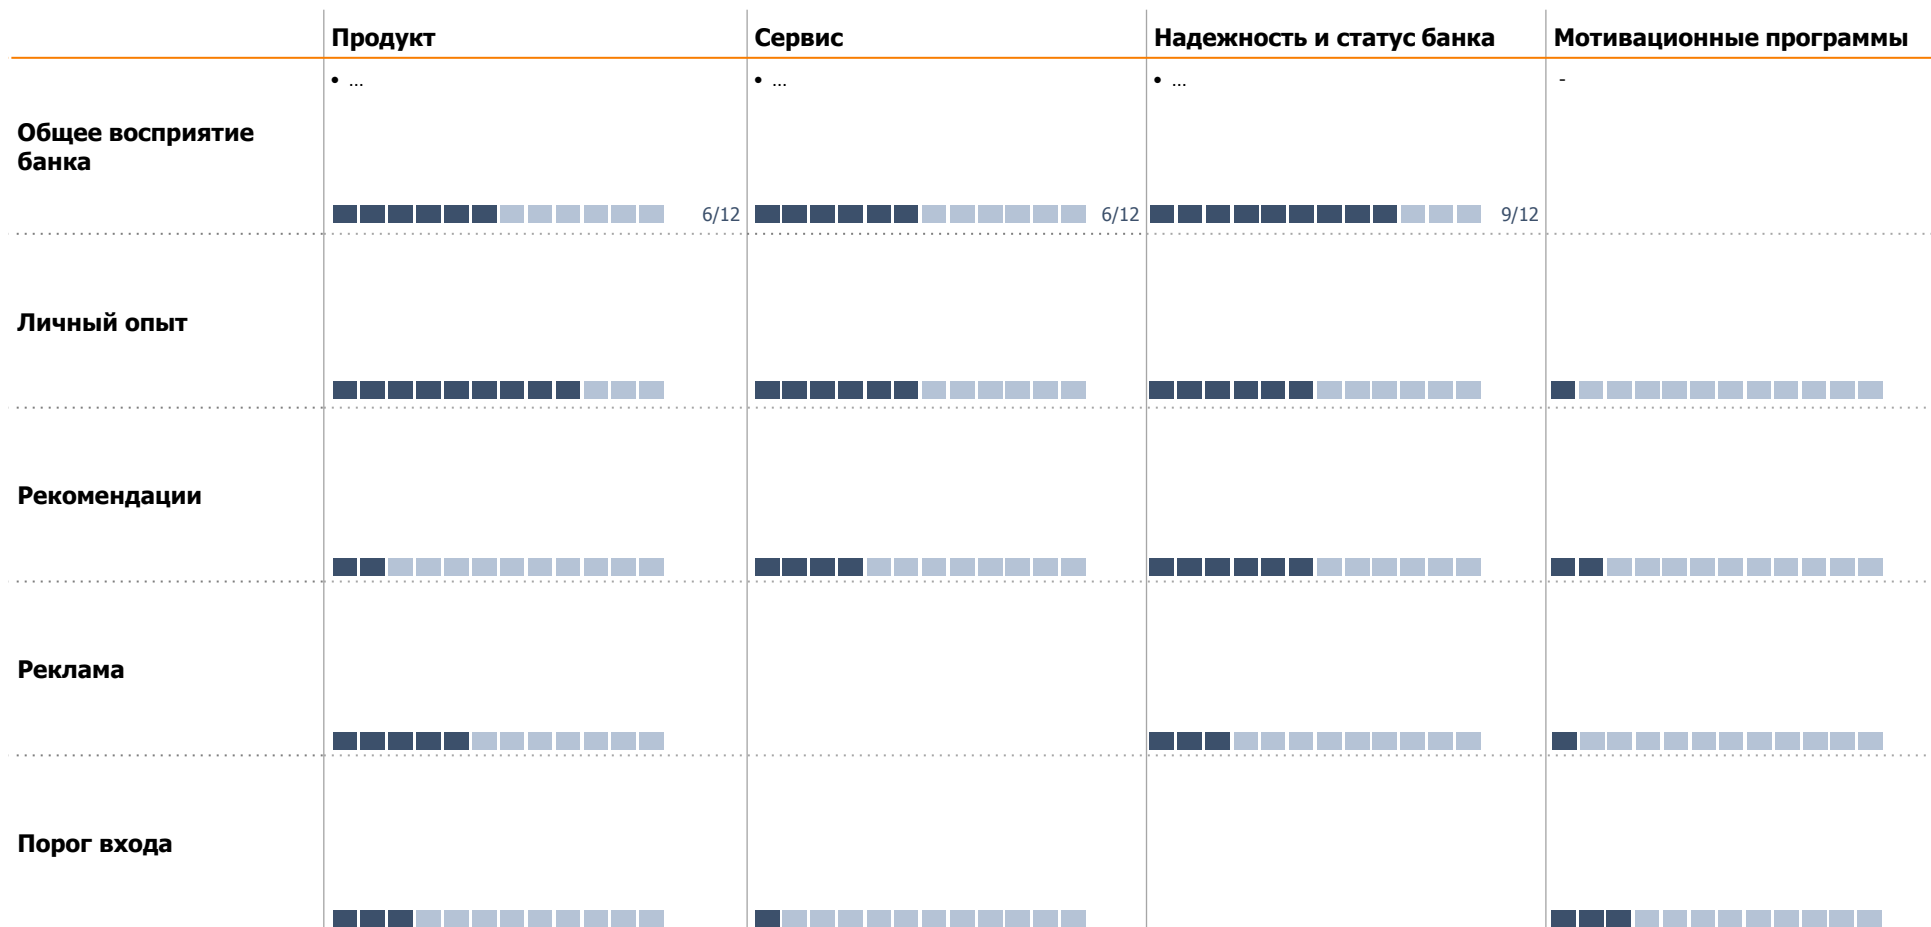 Продукт
Сервис
Надежность и статус банка
Мотивационные программы
• ...
• ...
• ...
-
Общее восприятие
банка
6/12
6/12
9/12
Личный опыт
Рекомендации
Реклама
Порог входа